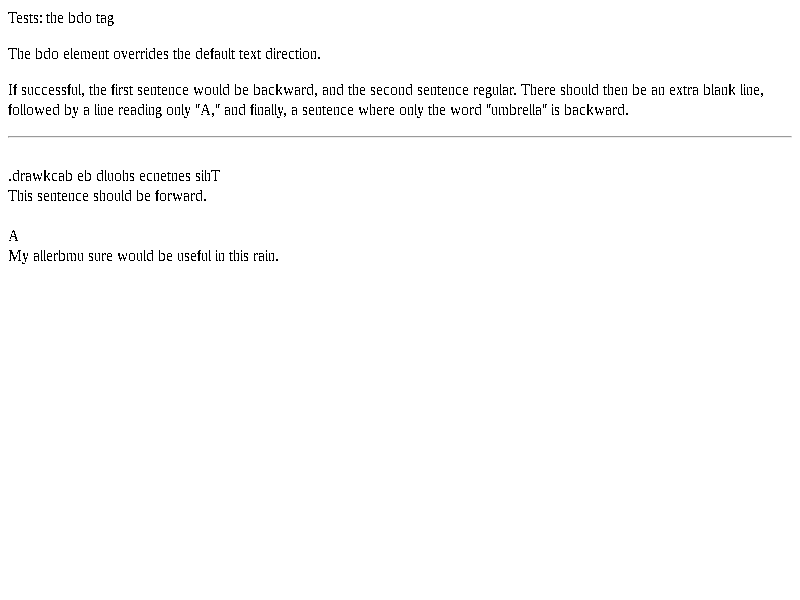 Tests: the bdo tag
The bdo element overrides the default text direction.
If successful, the first sentence would be backward, and the second sentence regular. There should then be an extra blank line,
followed by a line reading only "A," and finally, a sentence where only the word "umbrella" is backward.
.drawkcab eb dluohs ecnetnes sihT
This sentence should be forward.
A
My allerbmu sure would be useful in this rain.